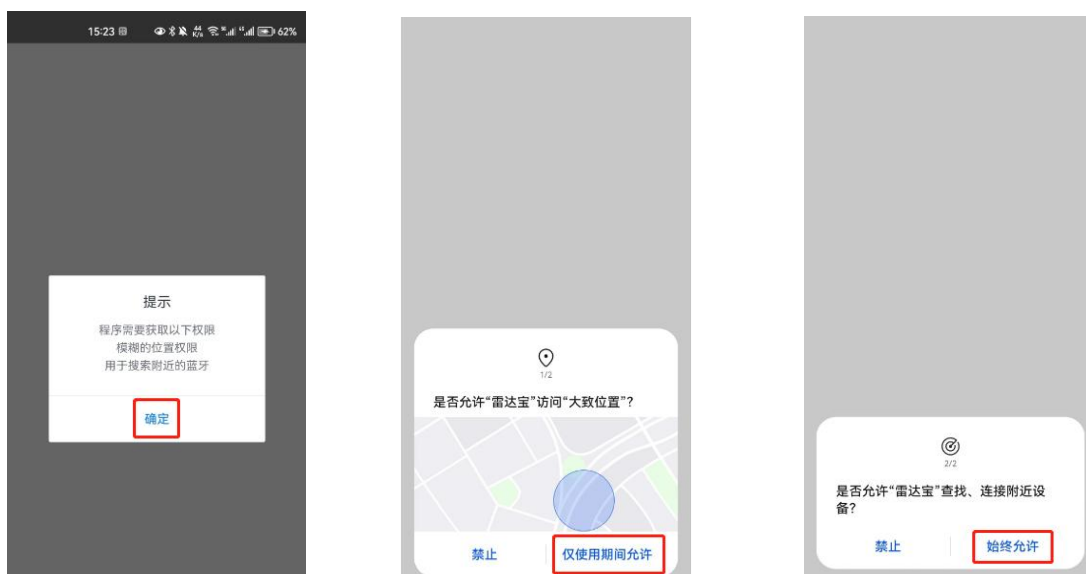 15:23
62%
提示
程序需要获取以下权限
模糊的位置权限
用于搜索附近的蓝牙
确定
1/2
是否允许“雷达宝”访问“大致位置”?
禁止
仅使用期间允许
2/2
是否允许“雷达宝”查找、连接附近设
备?
禁止
始终允许